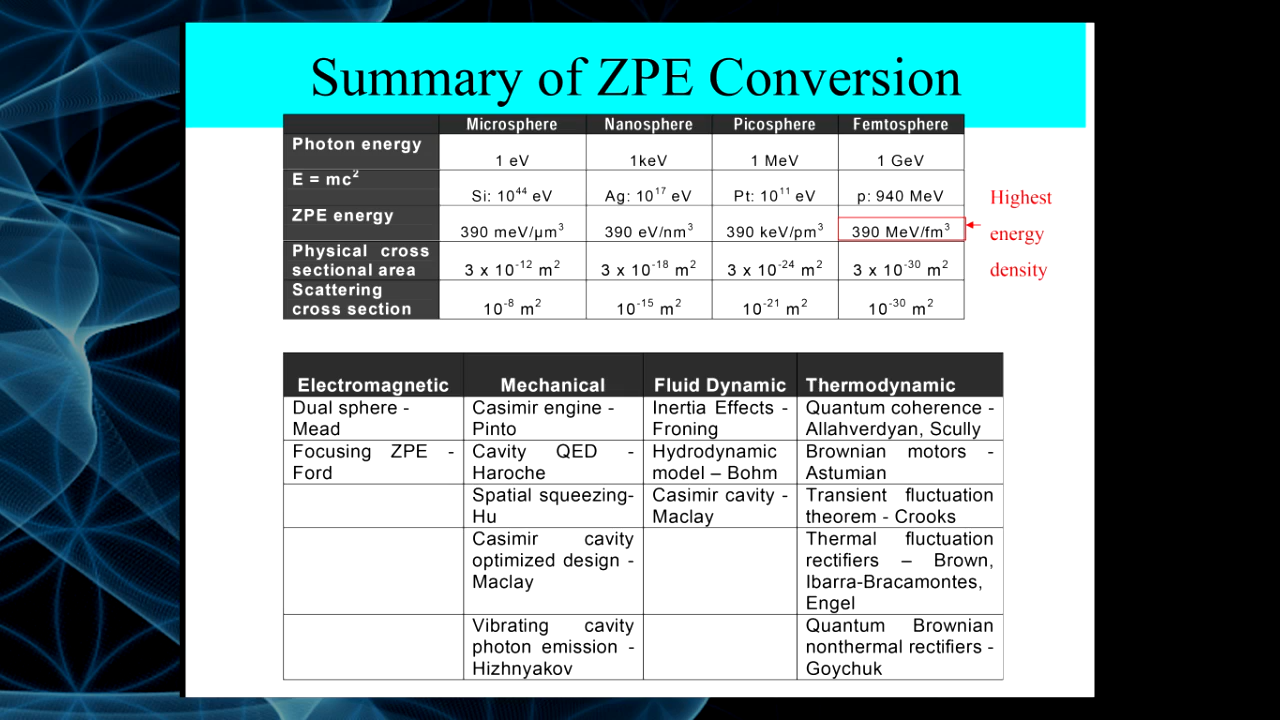 Summary of ZPE Conversion
Microsphere Nanosphere Picosphere Femtosphere
Photon energy
1 eV 1keV 1 MeV 1 GeV
E = mc²
Si: 10⁴⁴ eV Ag: 10¹⁷ eV Pt: 10¹¹ eV p: 940 MeV
ZPE energy
390 meV/µm³ 390 eV/nm³ 390 keV/pm³ 390 MeV/fm³
Highest
energy
density
Physical cross
sectional area
3 x 10⁻¹² m² 3 x 10⁻¹⁸ m² 3 x 10⁻²⁴ m² 3 x 10⁻³⁰ m²
Scattering
cross section
10⁻⁸ m² 10⁻¹⁵ m² 10⁻²¹ m² 10⁻³⁰ m²
Electromagnetic Mechanical Fluid Dynamic Thermodynamic
Dual sphere -
Mead
Casimir engine -
Pinto
Inertia Effects -
Froning
Quantum coherence -
Allahverdyan, Scully
Focusing ZPE -
Ford
Cavity QED -
Haroche
Hydrodynamic
model – Bohm
Brownian motors -
Astumian
Spatial squeezing-
Hu
Casimir cavity -
Maclay
Transient fluctuation
theorem - Crooks
Casimir cavity
optimized design -
Maclay
Thermal fluctuation
rectifiers – Brown,
Ibarra-Bracamontes,
Engel
Vibrating cavity
photon emission -
Hizhnyakov
Quantum Brownian
nonthermal rectifiers -
Goychuk